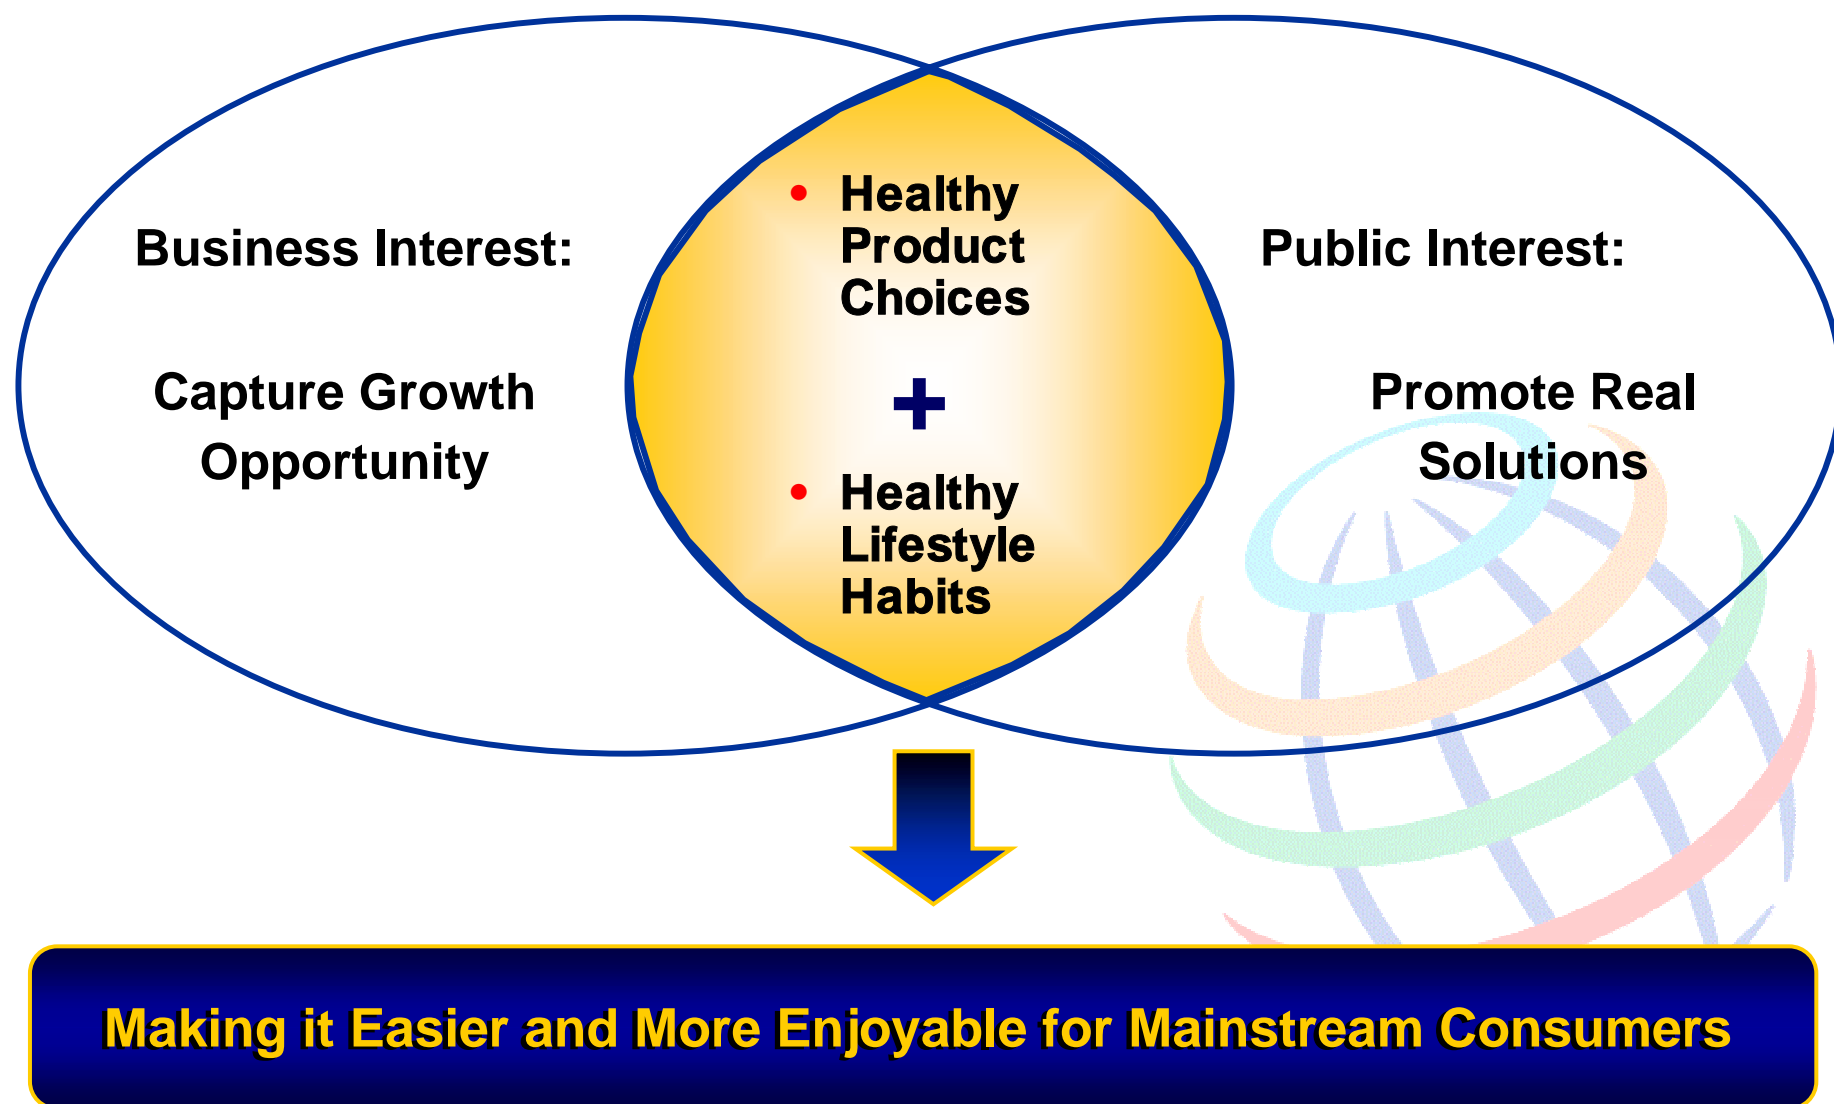 Business Interest:
Capture Growth
Opportunity
• Healthy
Product
Choices
+
• Healthy
Lifestyle
Habits
Public Interest:
Promote Real
Solutions
Making it Easier and More Enjoyable for Mainstream Consumers